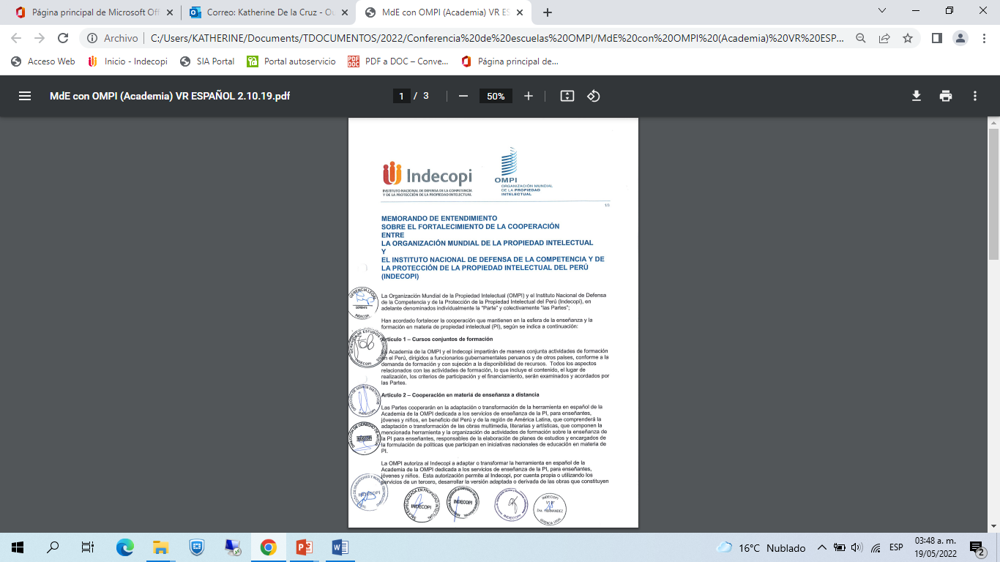 Página principal de Microsoft Off
Correo: Katherine De la Cruz - Ou
MdE con OMPI (Academia) VR ES
Archivo
C:/Users/KATHERINE/Documents/TDOCUMENTOS/2022/Conferencia%20de%20escuelas%20OMPI/MdE%20con%20OMPI%20(Academia)%20VR%20ESP...
Acceso Web
Inicio - Indecopi
SIA Portal
Portal autoservicio
PDF a DOC – Conve...
Página principal de...
MdE con OMPI (Academia) VR ESPAÑOL 2.10.19.pdf
1 / 3
50%
Indecopi
INSTITUTO NACIONAL DE DEFENSA DE LA COMPETENCIA
Y DE LA PROTECCIÓN DE LA PROPIEDAD INTELECTUAL
OMPI
ORGANIZACIÓN MUNDIAL
DE LA PROPIEDAD
INTELECTUAL
1/3
MEMORANDO DE ENTENDIMIENTO
SOBRE EL FORTALECIMIENTO DE LA COOPERACIÓN
ENTRE
LA ORGANIZACIÓN MUNDIAL DE LA PROPIEDAD INTELECTUAL
Y
EL INSTITUTO NACIONAL DE DEFENSA DE LA COMPETENCIA Y DE
LA PROTECCIÓN DE LA PROPIEDAD INTELECTUAL DEL PERÚ
(INDECOPI)
La Organización Mundial de la Propiedad Intelectual (OMPI) y el Instituto Nacional de Defensa
de la Competencia y de la Protección de la Propiedad Intelectual del Perú (Indecopi), en
adelante denominados individualmente la "Parte" y colectivamente "las Partes";
Han acordado fortalecer la cooperación que mantienen en la esfera de la enseñanza y la
formación en materia de propiedad intelectual (PI), según se indica a continuación:
Artículo 1 – Cursos conjuntos de formación
La Academia de la OMPI y el Indecopi impartirán de manera conjunta actividades de formación
en el Perú, dirigidos a funcionarios gubernamentales peruanos y de otros países, conforme a la
demanda de formación y con sujeción a la disponibilidad de recursos. Todos los aspectos
relacionados con las actividades de formación, lo que incluye el contenido, el lugar de
realización, los criterios de participación y el financiamiento, serán examinados y acordados por
las Partes.
Artículo 2 – Cooperación en materia de enseñanza a distancia
Las Partes cooperarán en la adaptación o transformación de la herramienta en español de la
Academia de la OMPI dedicada a los servicios de enseñanza de la PI, para enseñantes,
jóvenes y niños, en beneficio del Perú y de la región de América Latina, que comprenderá la
adaptación o transformación de las obras multimedia, literarias y artísticas, que componen la
mencionada herramienta y la organización de actividades de formación sobre la enseñanza de
la PI para enseñantes, responsables de la elaboración de planes de estudios y encargados de
la formulación de políticas que participan en iniciativas nacionales de educación en materia de
PI.
La OMPI autoriza al Indecopi a adaptar o transformar la herramienta en español de la
Academia de la OMPI dedicada a los servicios de enseñanza de la PI, para enseñantes,
jóvenes y niños. Esta autorización permite al Indecopi, por cuenta propia o utilizando los
servicios de un tercero, desarrollar la versión adaptada o derivada de las obras que constituyen
GERENCIA LEGAL
GERENTE
INDECOPI
INDECOPI
INDECOPI
INDECOPI
INDECOPI
INDECOPI
INDECOPI
INDECOPI
INDECOPI
GERENCIA LEGAL
16°C Nublado
ESP
03:48 a. m.
19/05/2022
2